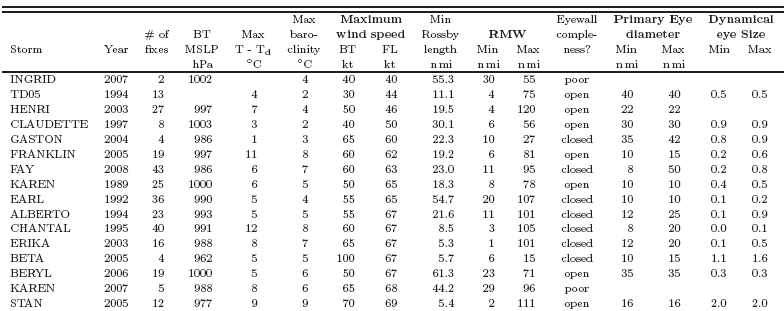 Max Maximum Min Eyewall Primary Eye Dynamical
# of BT Max baro- wind speed Rossby RMW comple- diameter eye Size
Storm Year fixes MSLP T - Td clinity BT FL length Min Max ness? Min Max Min Max
hPa °C °C kt kt nmi nmi nmi nmi nmi
INGRID 2007 2 1002 4 40 40 55.3 30 55 poor
TD05 1994 13 4 2 30 44 11.1 4 75 open 40 40 0.5 0.5
HENRI 2003 27 997 7 4 50 46 19.5 4 120 open 22 22
CLAUDETTE 1997 8 1003 3 2 40 50 30.1 6 56 open 30 30 0.9 0.9
GASTON 2004 4 986 1 3 65 60 22.3 10 27 closed 35 42 0.8 0.9
FRANKLIN 2005 19 997 11 8 60 62 19.2 6 81 open 10 15 0.2 0.6
FAY 2008 43 986 6 7 60 63 23.0 11 95 closed 8 50 0.2 0.8
KAREN 1989 25 1000 6 5 50 65 18.3 8 78 open 10 10 0.4 0.5
EARL 1992 36 990 5 4 55 65 54.7 20 107 closed 10 10 0.1 0.2
ALBERTO 1994 23 993 5 5 55 67 21.6 11 101 closed 12 25 0.1 0.9
CHANTAL 1995 40 991 12 8 60 67 8.5 3 105 closed 8 20 0.0 0.1
ERIKA 2003 16 988 8 7 65 67 5.3 1 101 closed 12 20 0.1 0.5
BETA 2005 4 962 5 5 100 67 5.7 6 15 closed 10 15 1.1 1.6
BERYL 2006 19 1000 5 6 50 67 61.3 23 71 open 35 35 0.3 0.3
KAREN 2007 5 988 8 6 65 68 44.2 29 96 poor
STAN 2005 12 977 9 9 70 69 5.4 2 111 open 16 16 2.0 2.0